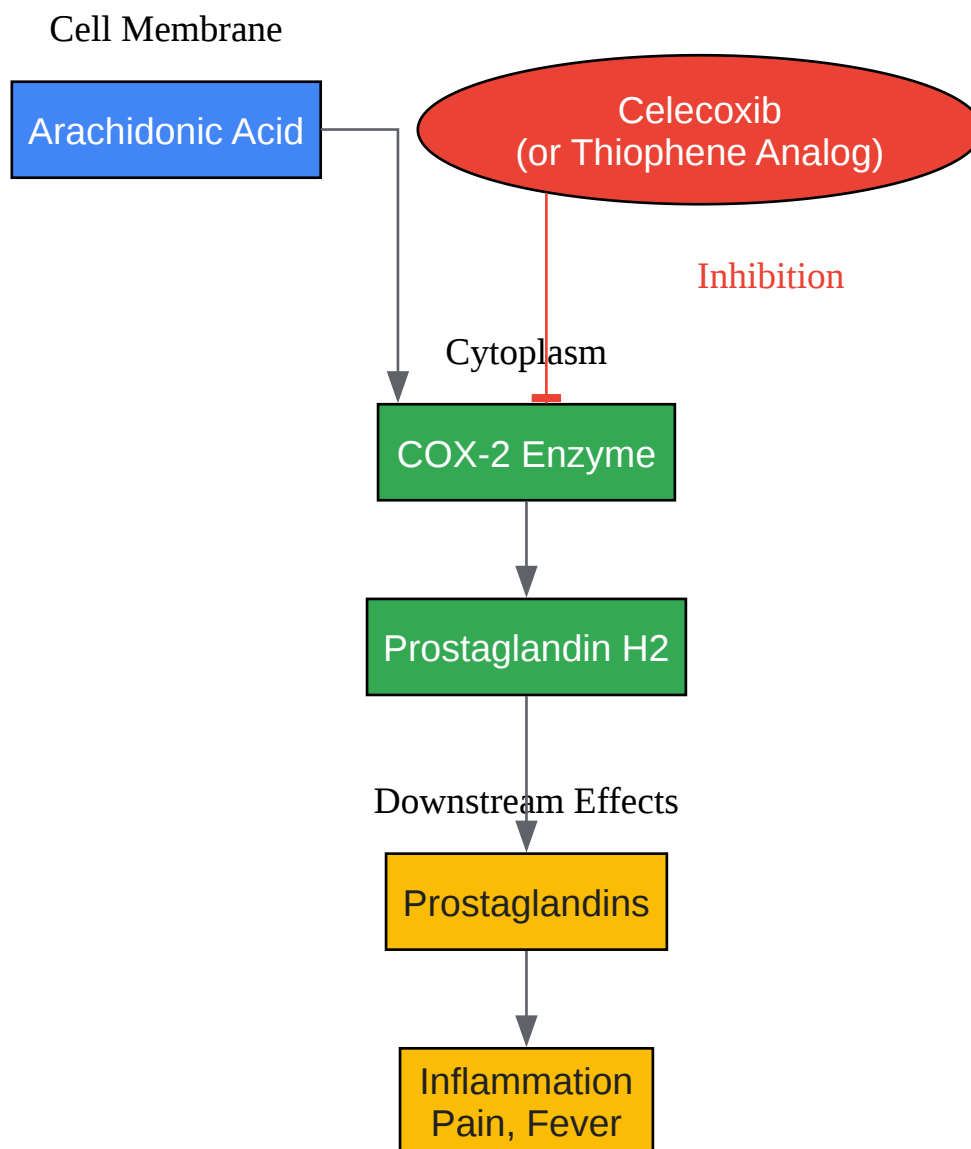 Cell Membrane
Arachidonic Acid
Celecoxib
(or Thiophene Analog)
Inhibition
Cytoplasm
COX-2 Enzyme
Prostaglandin H2
Downstream Effects
Prostaglandins
Inflammation
Pain, Fever